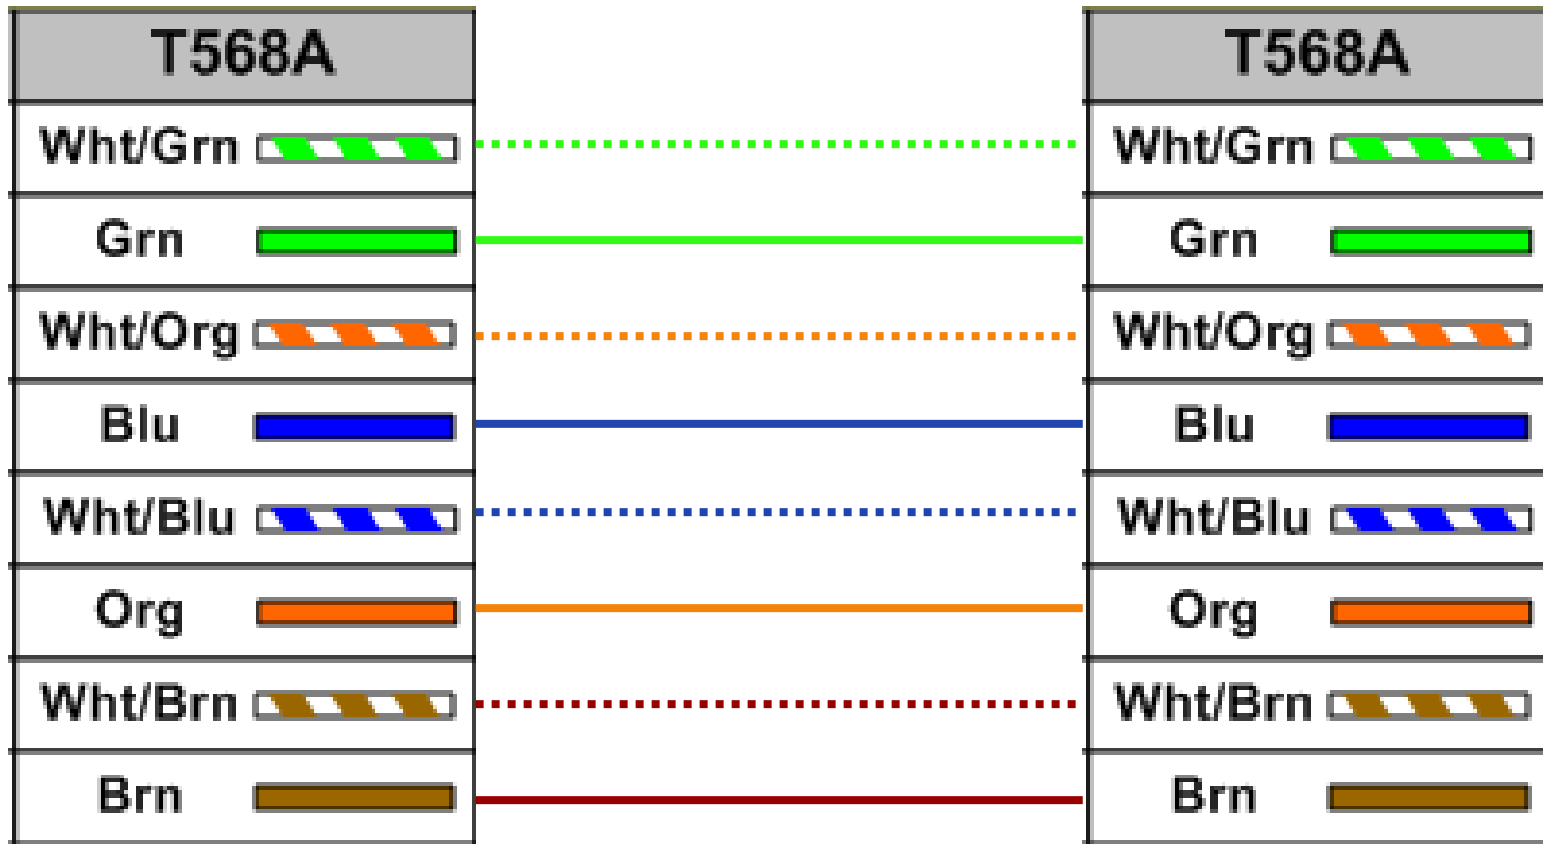 T568A T568A
Wht/Grn Wht/Grn
Grn Grn
Wht/Org Wht/Org
Blu Blu
Wht/Blu Wht/Blu
Org Org
Wht/Brn Wht/Brn
Brn Brn